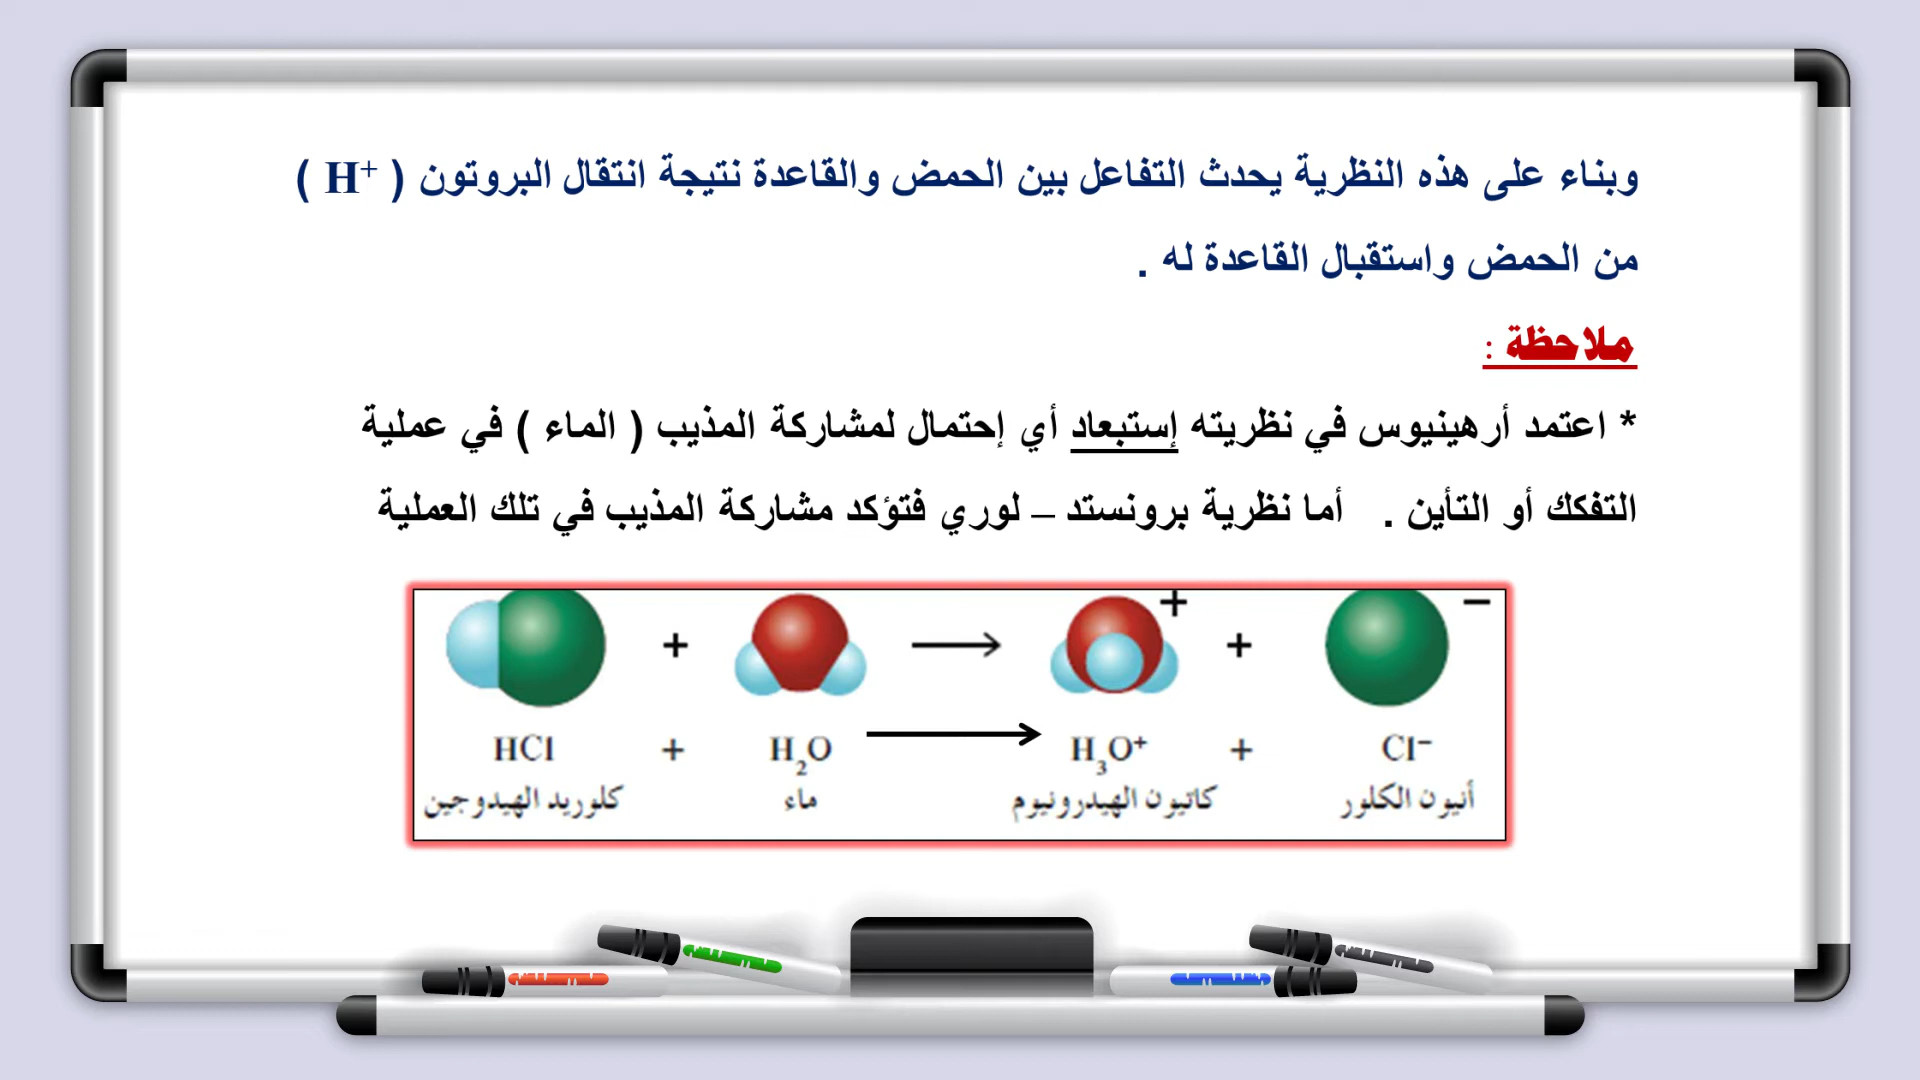 وبناء على هذه النظرية يحدث التفاعل بين الحمض والقاعدة نتيجة انتقال البروتون ( H⁺ )
من الحمض واستقبال القاعدة له .
ملاحظة :
* اعتمد أرهينيوس في نظريته إستبعاد أي إحتمال لمشاركة المذيب ( الماء ) في عملية
التفكك أو التأين . أما نظرية برونستد – لوري فتؤكد مشاركة المذيب في تلك العملية
+ → + + −
HCl + H₂O → H₃O⁺ + Cl⁻
كلوريد الهيدوجين ماء كاتيون الهيدرونيوم أنيون الكلور